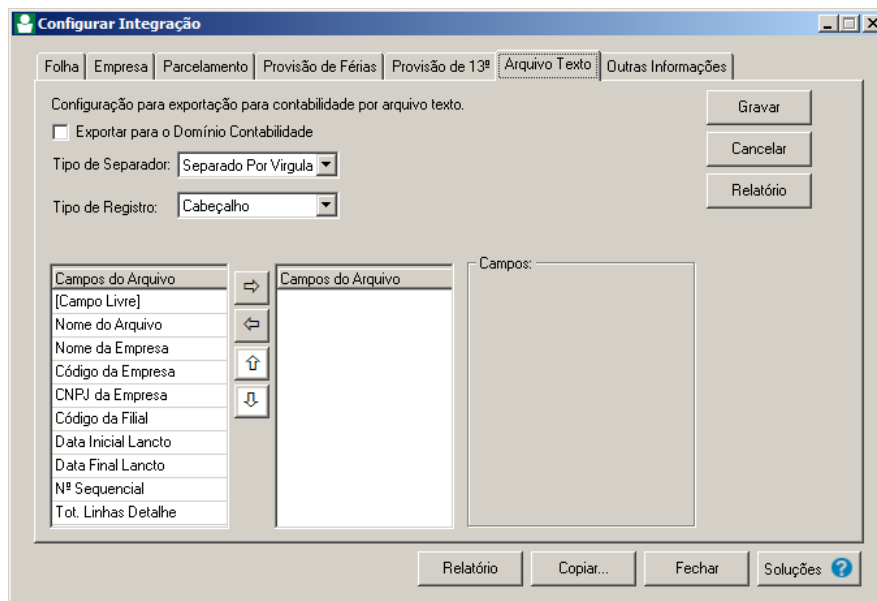 Configurar Integração
Folha Empresa Parcelamento Provisão de Férias Provisão de 13º Arquivo Texto Outras Informações
Configuração para exportação para contabilidade por arquivo texto.
Exportar para o Domínio Contabilidade
Tipo de Separador: Separado Por Virgula
Tipo de Registro: Cabeçalho
Gravar
Cancelar
Relatório
Campos do Arquivo
[Campo Livre]
Nome do Arquivo
Nome da Empresa
Código da Empresa
CNPJ da Empresa
Código da Filial
Data Inicial Lancto
Data Final Lancto
Nº Sequencial
Tot. Linhas Detalhe
Campos do Arquivo
Campos:
Relatório Copiar... Fechar Soluções ?